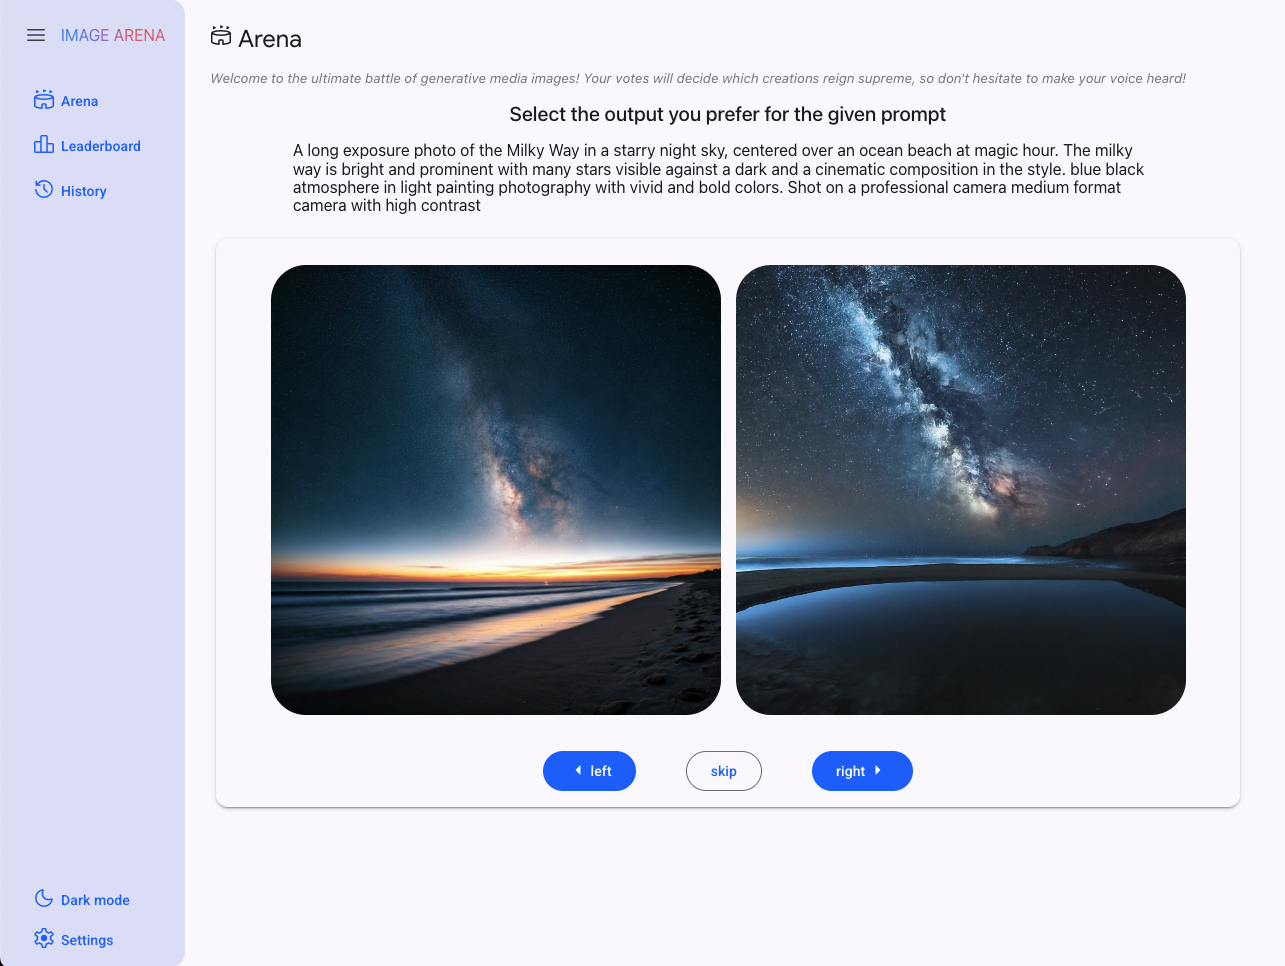 IMAGE ARENA
Arena
Leaderboard
History
Dark mode
Settings
Arena
Welcome to the ultimate battle of generative media images! Your votes will decide which creations reign supreme, so don't hesitate to make your voice heard!
Select the output you prefer for the given prompt
A long exposure photo of the Milky Way in a starry night sky, centered over an ocean beach at magic hour. The milky
way is bright and prominent with many stars visible against a dark and a cinematic composition in the style. blue black
atmosphere in light painting photography with vivid and bold colors. Shot on a professional camera medium format
camera with high contrast
left
skip
right